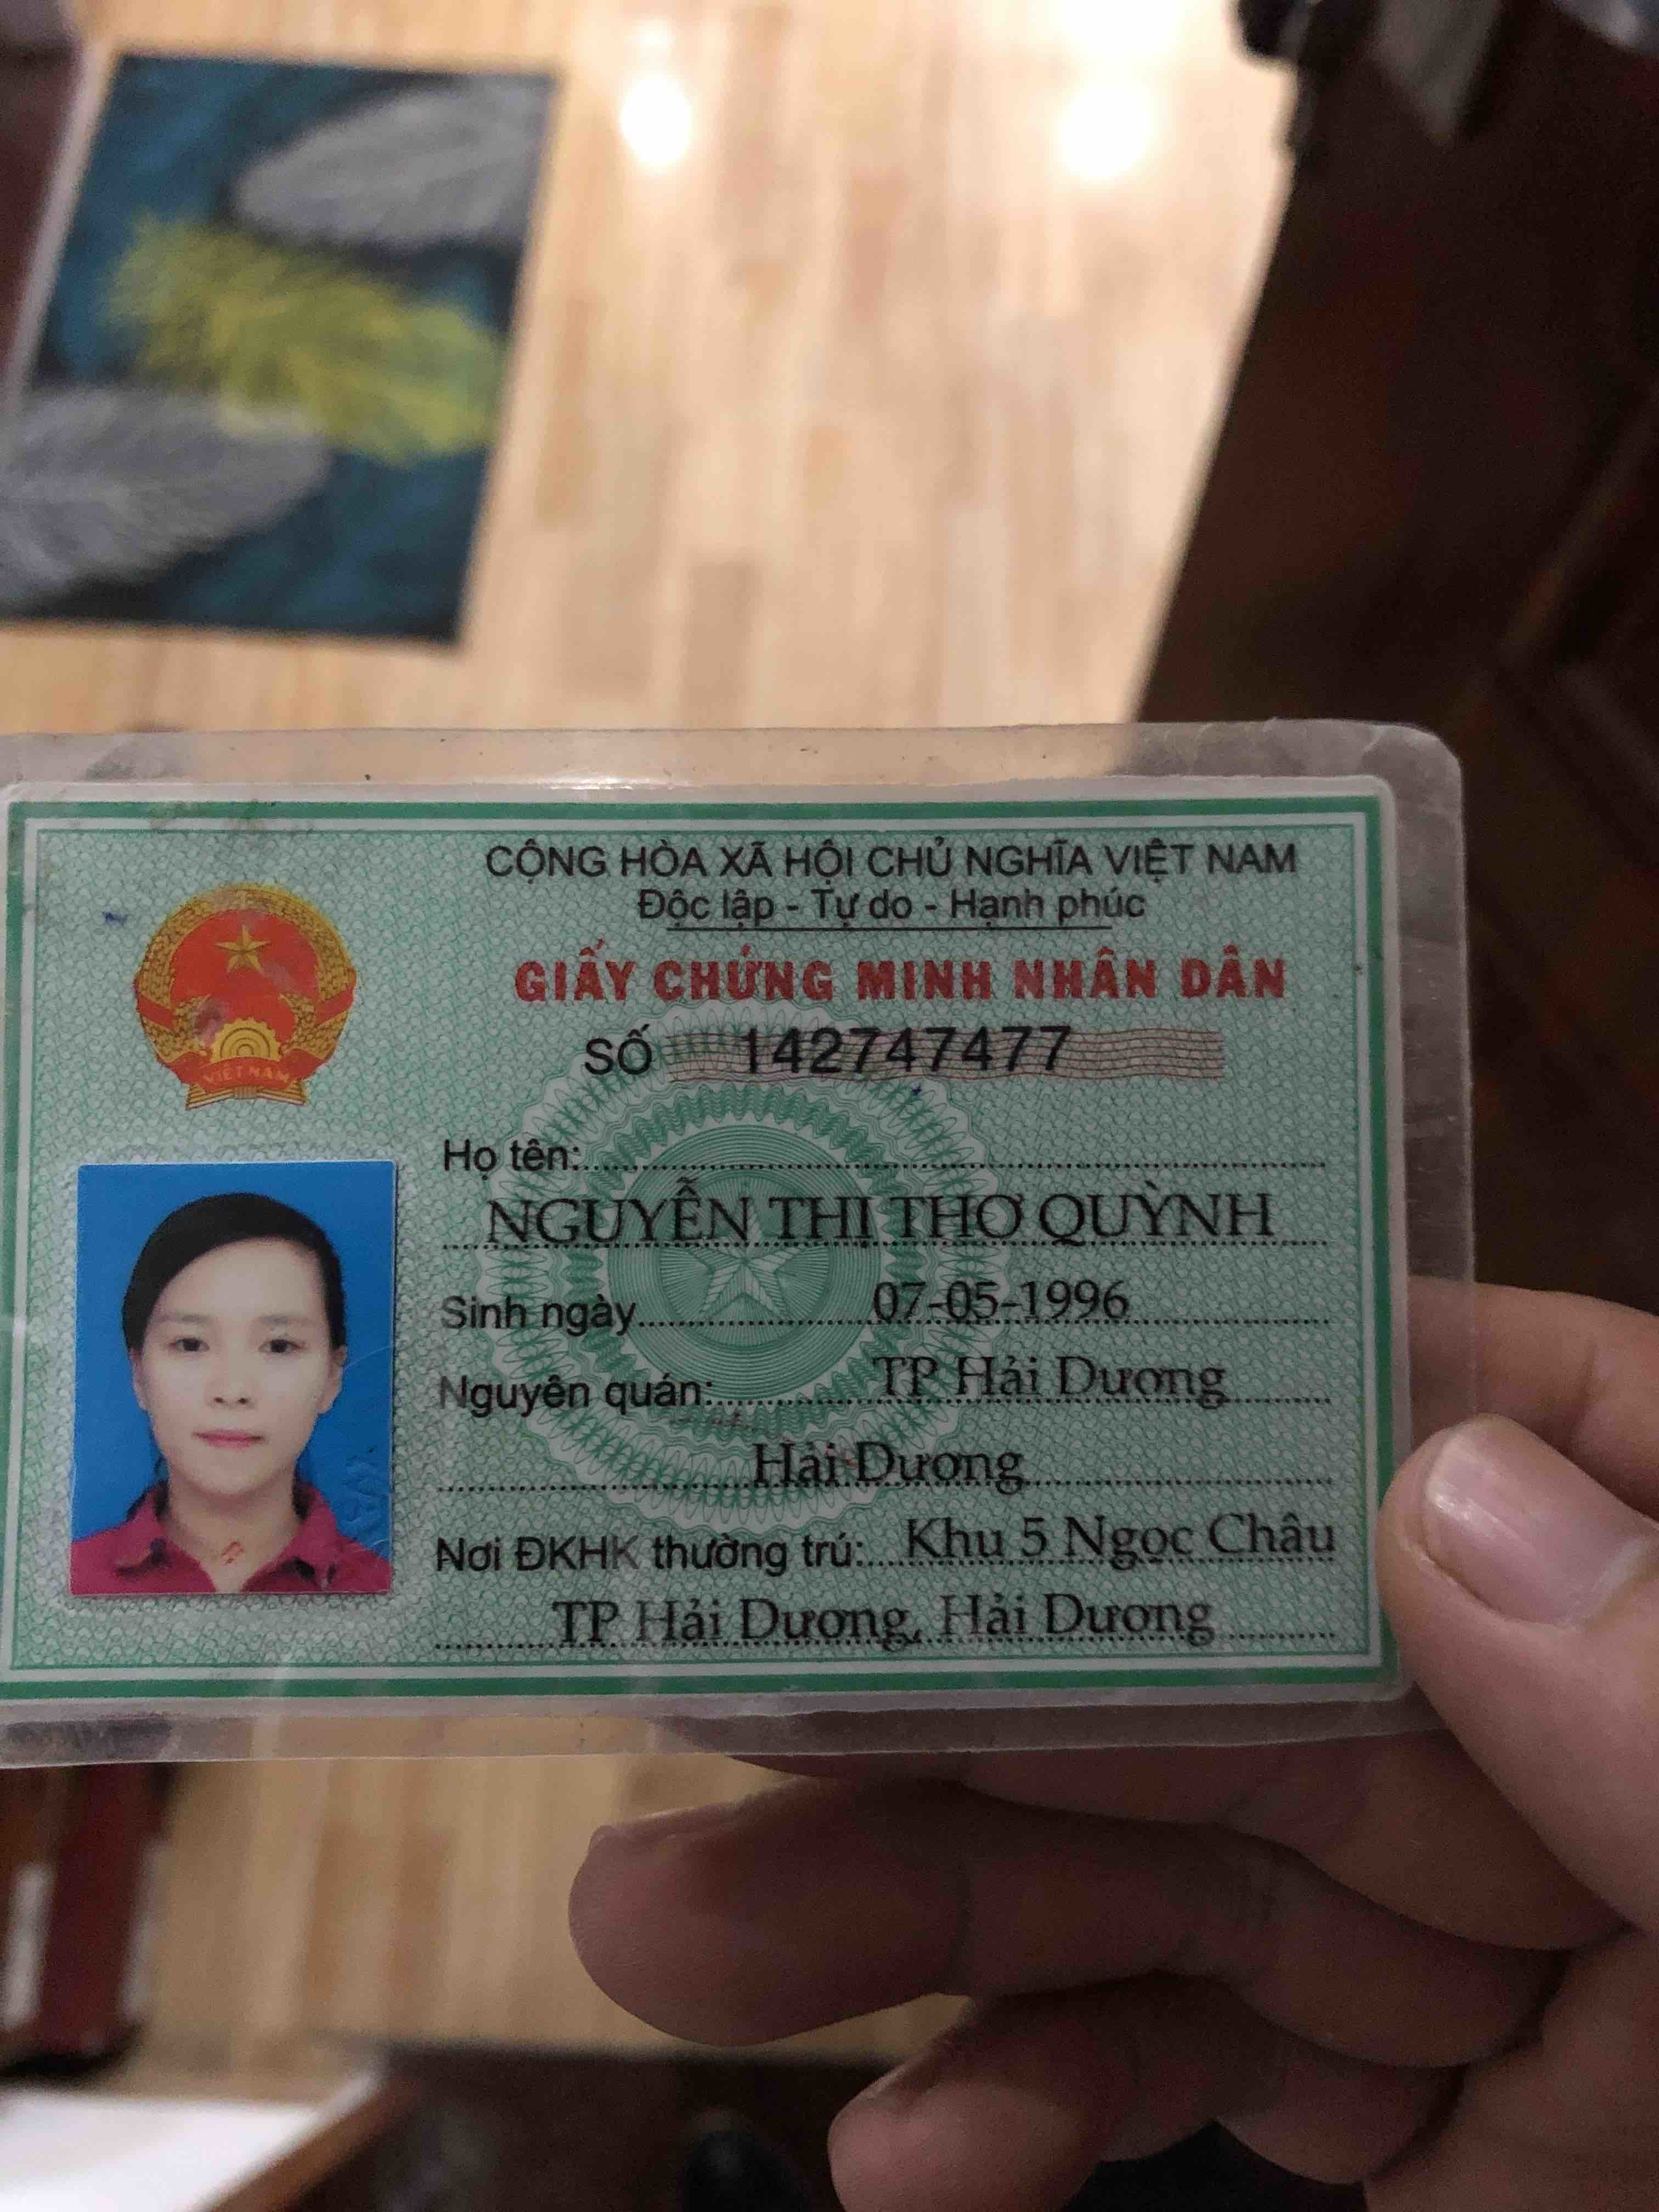 CỘNG HÒA XÃ HỘI CHỦ NGHĨA VIỆT NAM
Độc lập - Tự do - Hạnh phúc
GIẤY CHỨNG MINH NHÂN DÂN
SỐ 142747477
VIỆT NAM
Họ tên:
NGUYỄN THỊ THƠ QUỲNH
Sinh ngày 07-05-1996
Nguyên quán: TP Hải Dương
Hải Dương
Nơi ĐKHK thường trú: Khu 5 Ngọc Châu
TP Hải Dương, Hải Dương